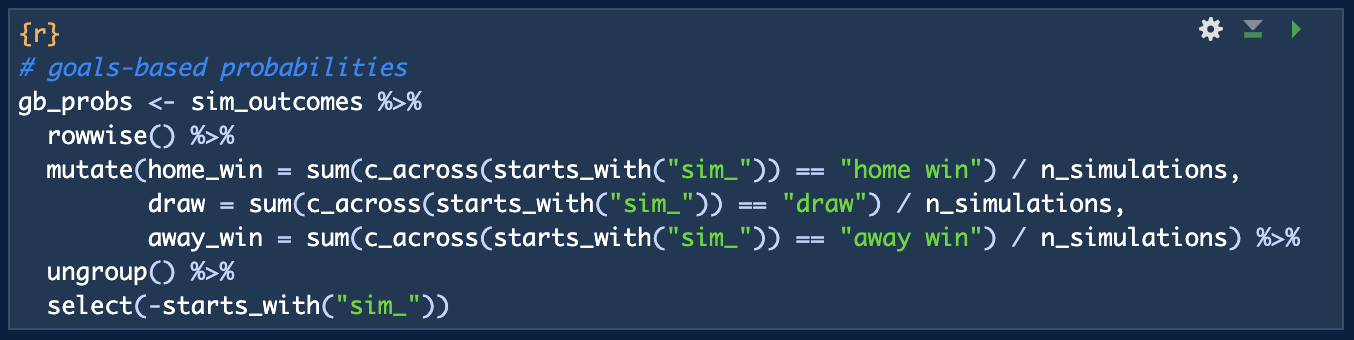 {r}
# goals-based probabilities
gb_probs <- sim_outcomes %>%
  rowwise() %>%
  mutate(home_win = sum(c_across(starts_with("sim_")) == "home win") / n_simulations,
         draw = sum(c_across(starts_with("sim_")) == "draw") / n_simulations,
         away_win = sum(c_across(starts_with("sim_")) == "away win") / n_simulations) %>%
  ungroup() %>%
  select(-starts_with("sim_"))